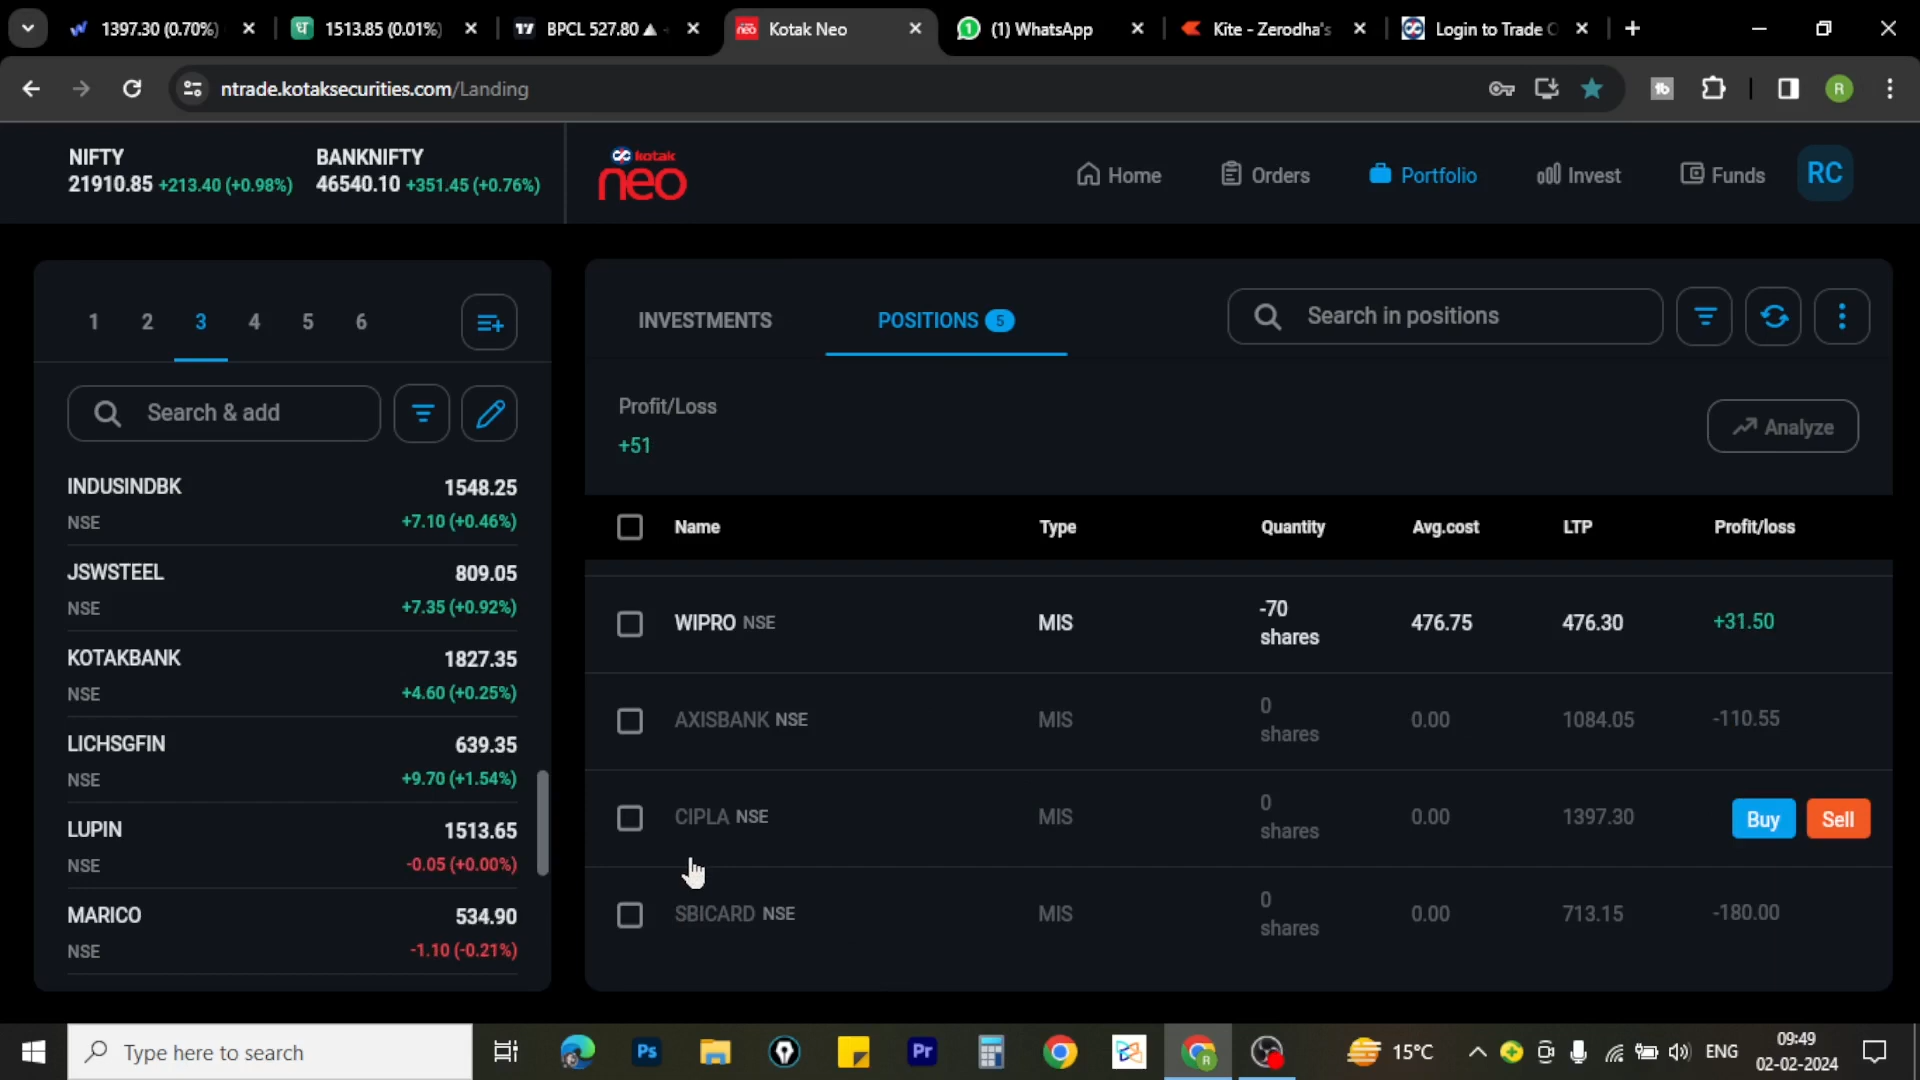 1397.30 (0.70%)
1513.85 (0.01%)
BPCL 527.80 ▲
Kotak Neo
(1) WhatsApp
Kite - Zerodha's
Login to Trade
ntrade.kotaksecurities.com/Landing
R
NIFTY
21910.85 +213.40 (+0.98%)
BANKNIFTY
46540.10 +351.45 (+0.76%)
kotak
neo
Home
Orders
Portfolio
Invest
Funds
RC
1 2 3 4 5 6
Search & add
INDUSINDBK 1548.25
NSE +7.10 (+0.46%)
JSWSTEEL 809.05
NSE +7.35 (+0.92%)
KOTAKBANK 1827.35
NSE +4.60 (+0.25%)
LICHSGFIN 639.35
NSE +9.70 (+1.54%)
LUPIN 1513.65
NSE -0.05 (+0.00%)
MARICO 534.90
NSE -1.10 (-0.21%)
INVESTMENTS
POSITIONS 5
Search in positions
Profit/Loss
+51
Analyze
Name Type Quantity Avg.cost LTP Profit/loss
WIPRO NSE MIS -70 shares 476.75 476.30 +31.50
AXISBANK NSE MIS 0 shares 0.00 1084.05 -110.55
CIPLA NSE MIS 0 shares 0.00 1397.30 Buy Sell
SBICARD NSE MIS 0 shares 0.00 713.15 -180.00
Type here to search
Ps
Pr
R
15°C
ENG
09:49
02-02-2024